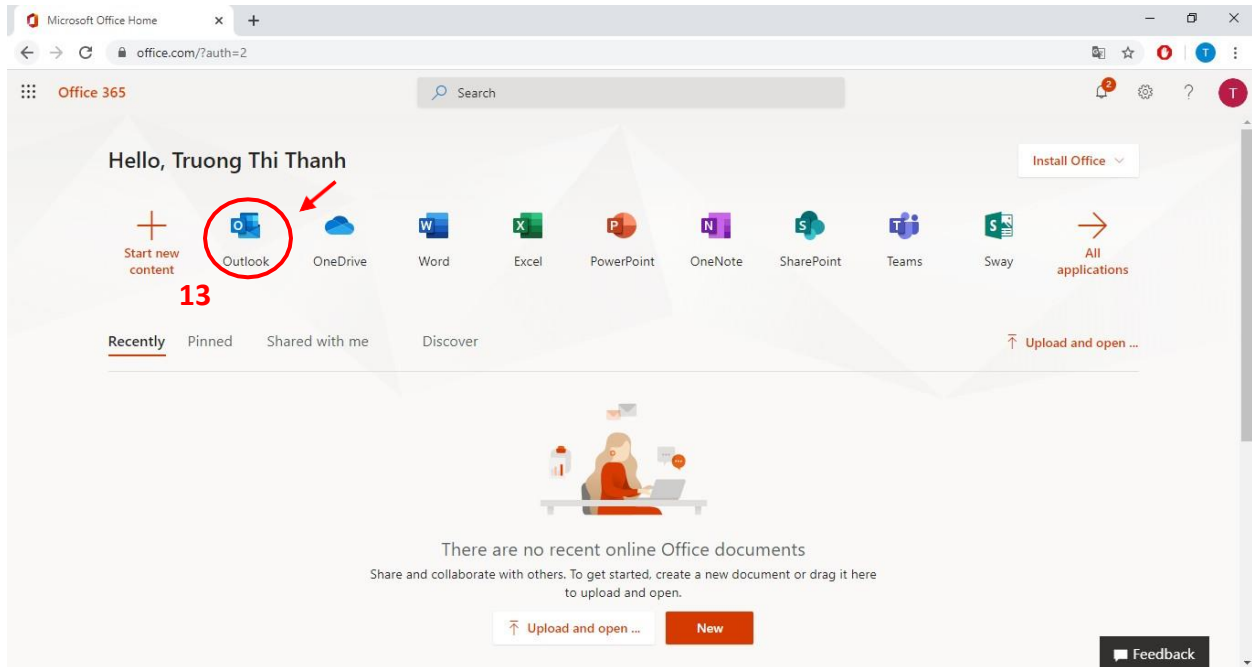 Microsoft Office Home
office.com/?auth=2
T
Office 365
Search
2
?
T
Hello, Truong Thi Thanh
Install Office
Start new
content
Outlook
OneDrive
Word
Excel
PowerPoint
OneNote
SharePoint
Teams
Sway
All
applications
13
Recently Pinned Shared with me Discover
Upload and open ...
There are no recent online Office documents
Share and collaborate with others. To get started, create a new document or drag it here
to upload and open.
Upload and open ...
New
Feedback